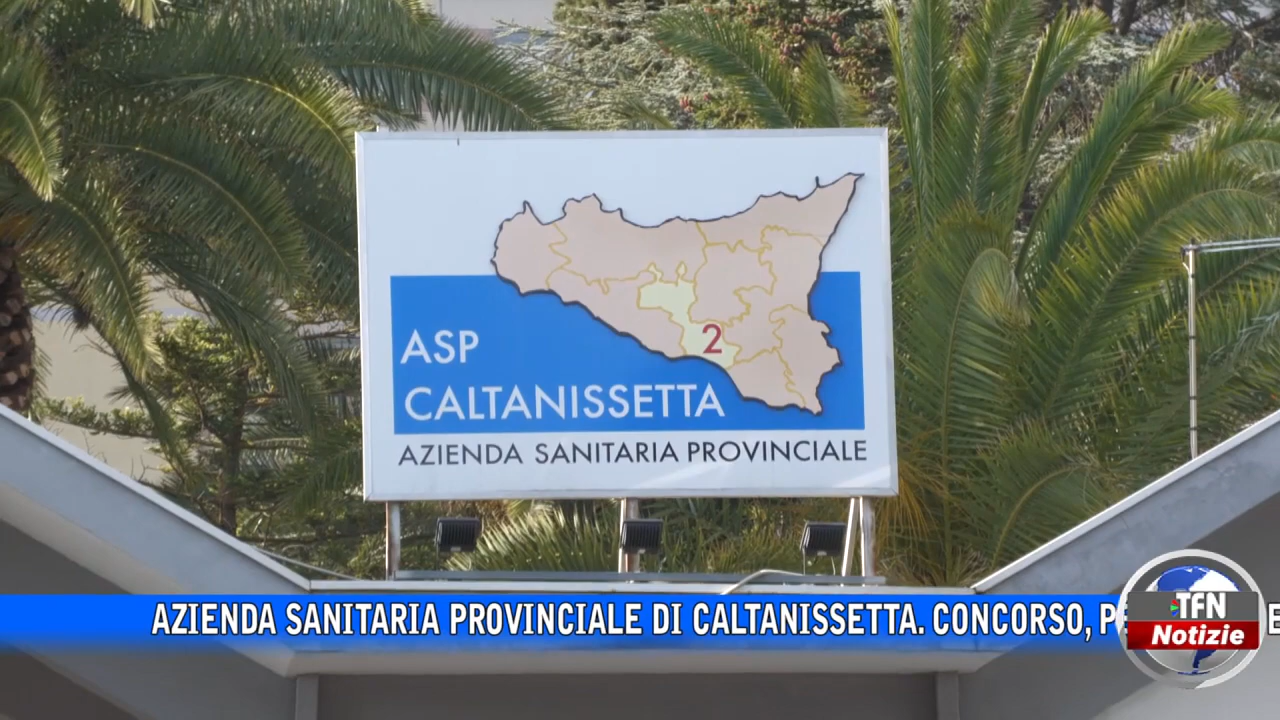 2
ASP
CALTANISSETTA
AZIENDA SANITARIA PROVINCIALE
AZIENDA SANITARIA PROVINCIALE DI CALTANISSETTA. CONCORSO,
TFN
Notizie